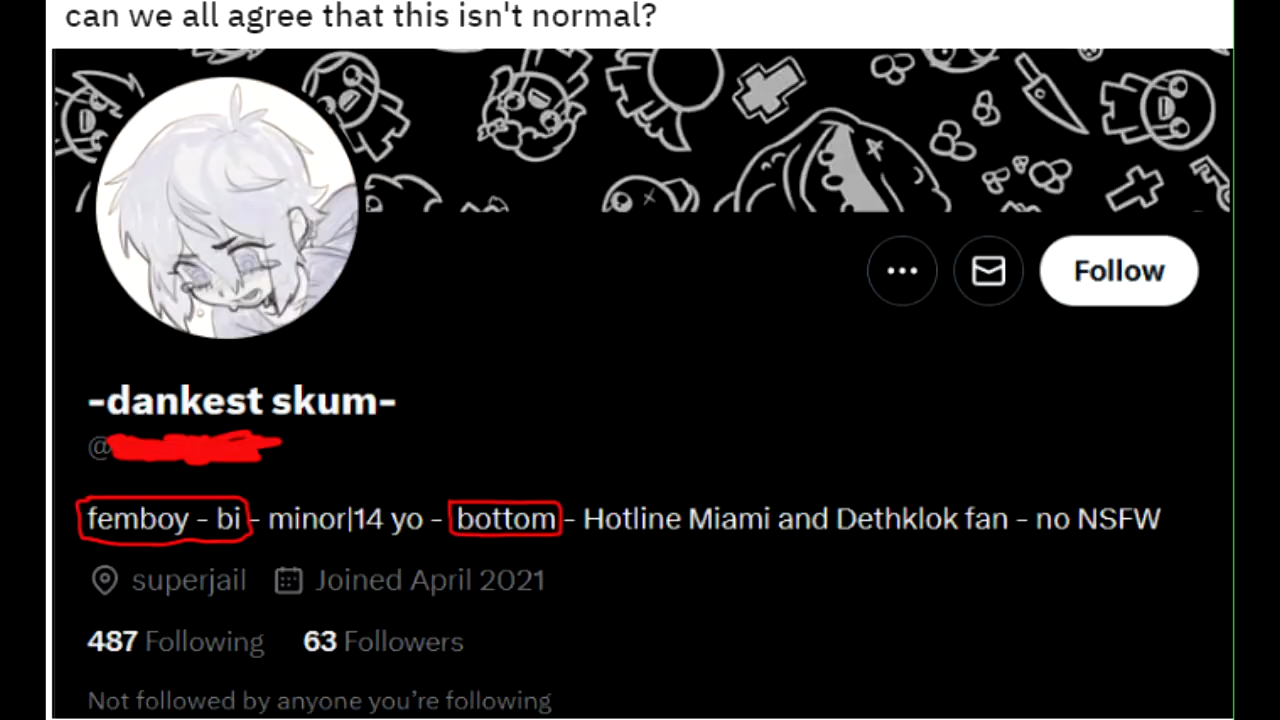 can we all agree that this isn't normal?
Follow
-dankest skum-
@
femboy - bi - minor|14 yo - bottom - Hotline Miami and Dethklok fan - no NSFW
superjail Joined April 2021
487 Following 63 Followers
Not followed by anyone you're following